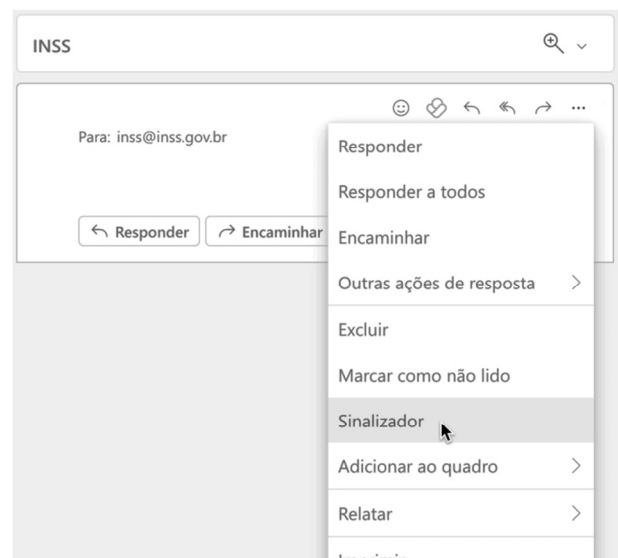 INSS
Para: inss@inss.gov.br
Responder
Encaminhar
Responder
Responder a todos
Encaminhar
Outras ações de resposta
Excluir
Marcar como não lido
Sinalizador
Adicionar ao quadro
Relatar